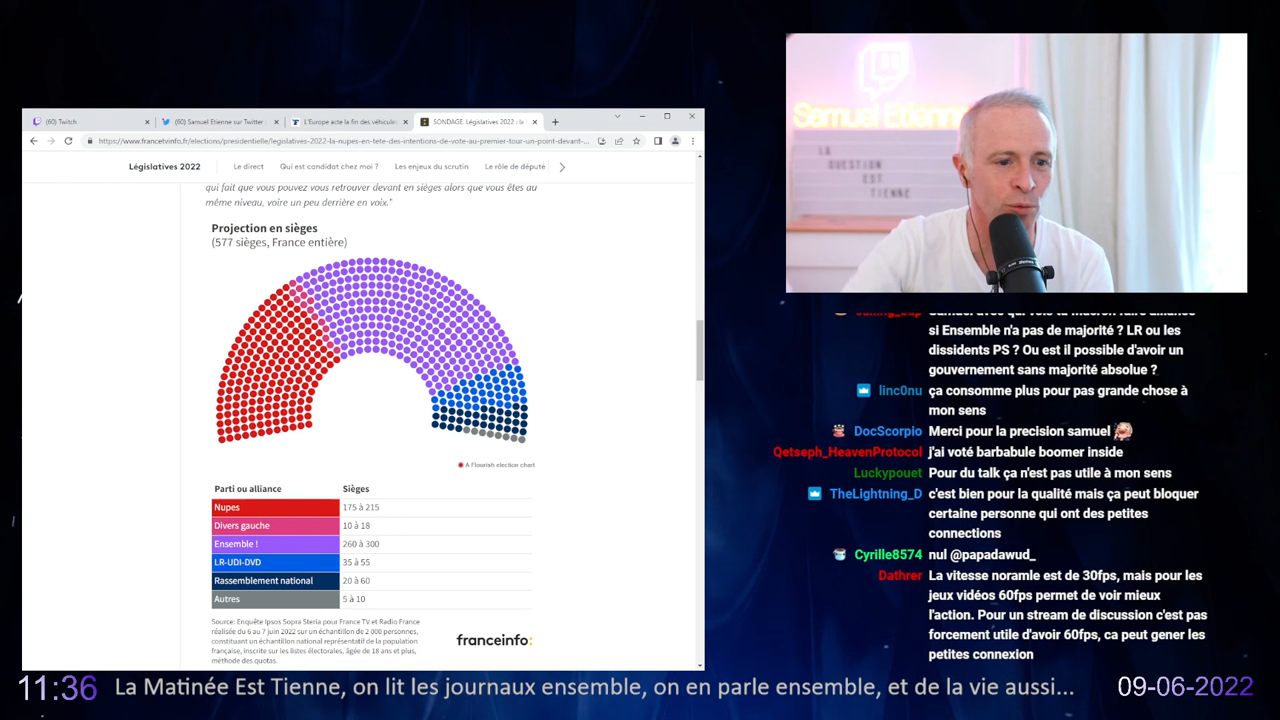 (60) Twitch
(60) Samuel Etienne sur Twitter
L'Europe acte la fin des véhicules
SONDAGE. Législatives 2022 : la
https://www.francetvinfo.fr/elections/presidentielle/legislatives-2022-la-nupes-en-tete-des-intentions-de-vote-au-premier-tour-un-point-devant-...
Législatives 2022
Le direct
Qui est candidat chez moi ?
Les enjeux du scrutin
Le rôle de député
qui fait que vous pouvez vous retrouver devant en sièges alors que vous êtes au
même niveau, voire un peu derrière en voix."
Projection en sièges
(577 sièges, France entière)
A Flourish election chart
Parti ou alliance Sièges
Nupes 175 à 215
Divers gauche 10 à 18
Ensemble ! 260 à 300
LR-UDI-DVD 35 à 55
Rassemblement national 20 à 60
Autres 5 à 10
Source: Enquête Ipsos Sopra Steria pour France TV et Radio France
réalisée du 6 au 7 juin 2022 sur un échantillon de 2 000 personnes,
constituant un échantillon national représentatif de la population
française, inscrite sur les listes électorales, âgée de 18 ans et plus,
méthode des quotas.
franceinfo:
Samuel Etienne
LA
QUESTION
EST
TIENNE
si Ensemble n'a pas de majorité ? LR ou les
dissidents PS ? Ou est il possible d'avoir un
gouvernement sans majorité absolue ?
linc0nu ça consomme plus pour pas grande chose à
mon sens
DocScorpio Merci pour la precision samuel
Qetseph_HeavenProtocol j'ai voté barbabule boomer inside
Luckypouet Pour du talk ça n'est pas utile à mon sens
TheLightning_D c'est bien pour la qualité mais ça peut bloquer
certaine personne qui ont des petites
connections
Cyrille8574 nul @papadawud_
Dathrer La vitesse noramle est de 30fps, mais pour les
jeux vidéos 60fps permet de voir mieux
l'action. Pour un stream de discussion c'est pas
forcement utile d'avoir 60fps, ca peut gener les
petites connexion
11:36 La Matinée Est Tienne, on lit les journaux ensemble, on en parle ensemble, et de la vie aussi... 09-06-2022